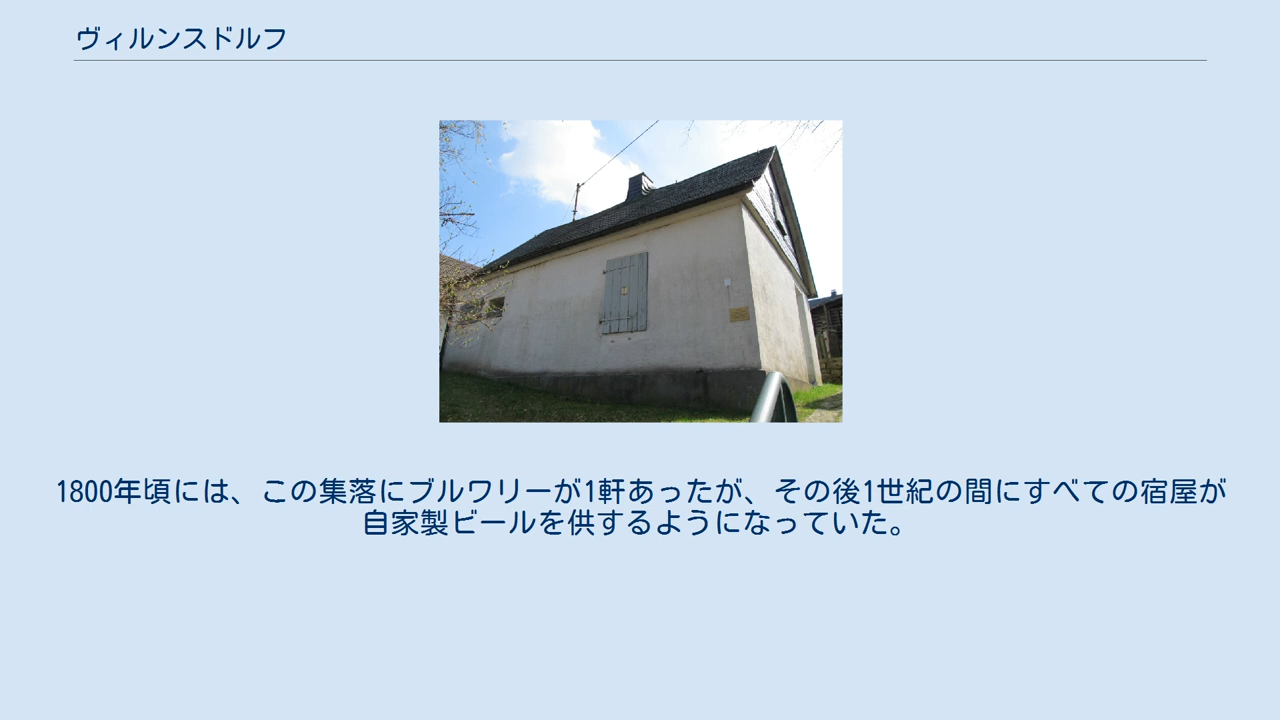 ヴィルンスドルフ
1800年頃には、この集落にブルワリーが1軒あったが、その後1世紀の間にすべての宿屋が
自家製ビールを供するようになっていた。